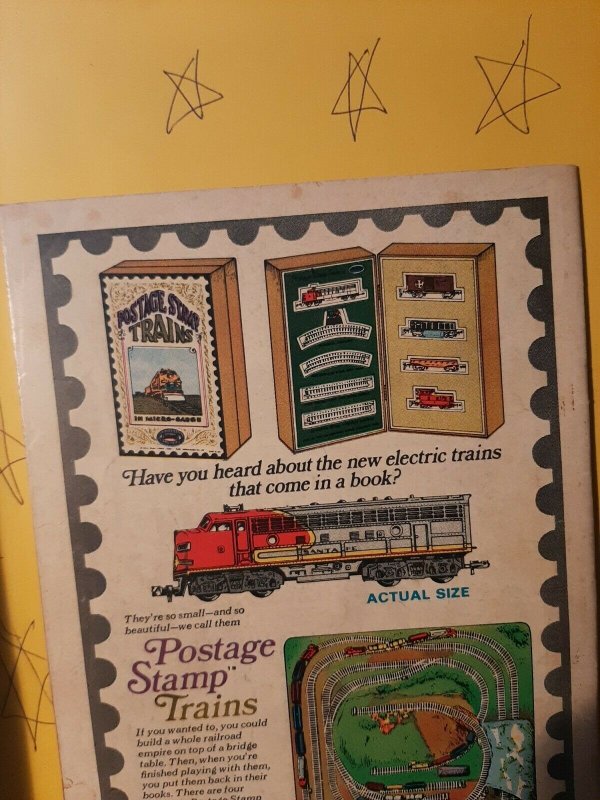 POSTAGE STAMP
TRAINS
IN MICRO-GAUGE
Have you heard about the new electric trains
that come in a book?
SANTA FE
ACTUAL SIZE
They're so small—and so
beautiful—we call them
Postage
Stamp™
Trains
If you wanted to, you could
build a whole railroad
empire on top of a bridge
table. Then, when you're
finished playing with them,
you put them back in their
books. There are four
Postage Stamp